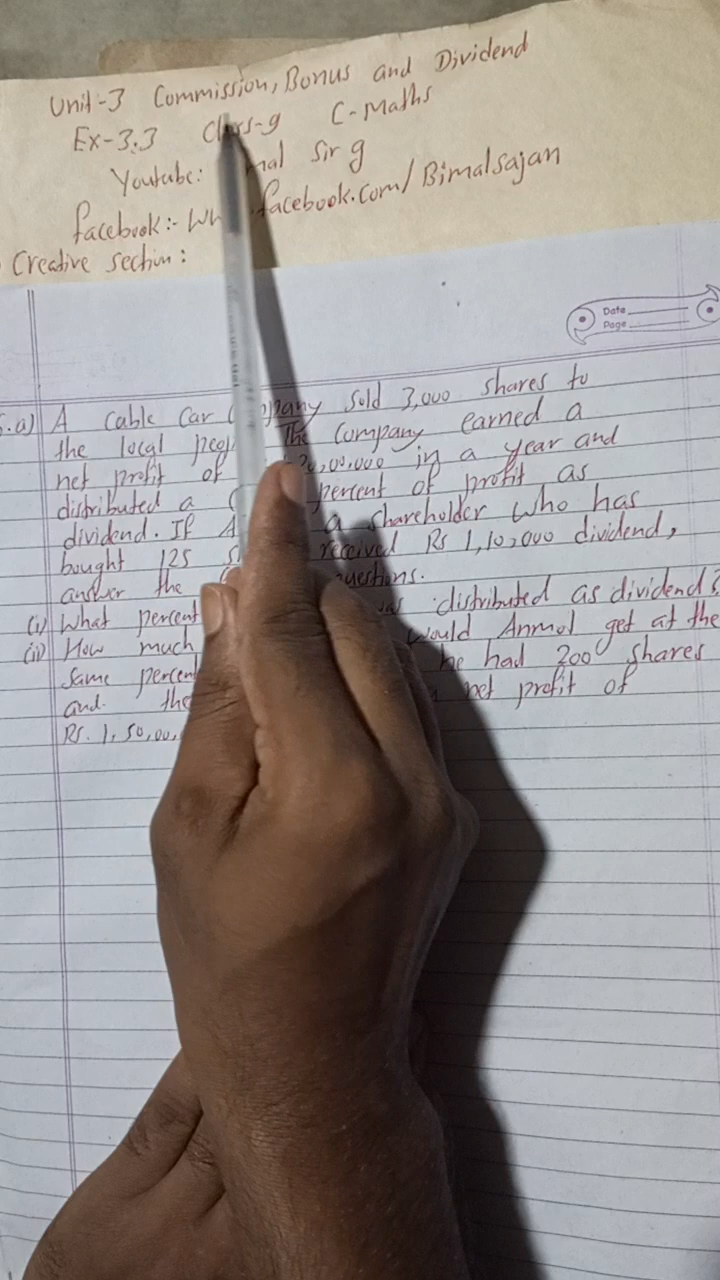 Unit-3 Commission, Bonus and Dividend
Ex-3.3 Class-9 C-Maths
Youtube: Sir g
facebook:- facebook.com/Bimalsajan
Creative section:
Date
Page
a) A Cable Car Company sold 3,000 shares to
the local The Company earned a
net profit of in a year and
distributed a percent of profit as
dividend. If a shareholder who has
bought 125 received Rs 1,10,000 dividend,
answer the questions.
(i) What percent was distributed as dividend?
(ii) How much would Anmol get at the
same percent he had 200 shares
and the net profit of
Rs. 1,50,00,